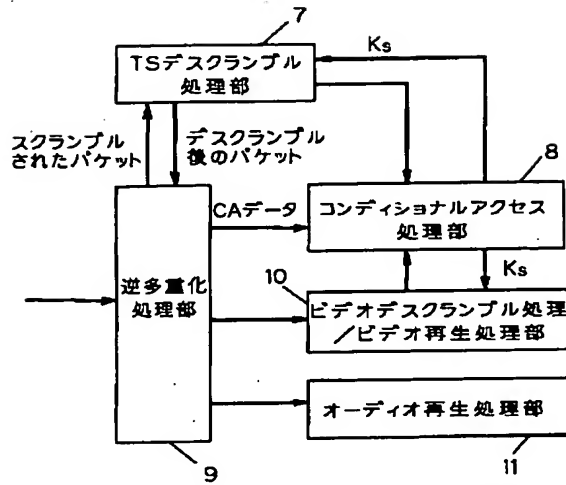 7
TSデスクランブル
処理部
Ks
スクランブル
されたパケット
デスクランブル
後のパケット
8
CAデータ
コンディショナルアクセス
処理部
逆多重化
処理部
10
Ks
ビデオデスクランブル処理
/ビデオ再生処理部
オーディオ再生処理部
9
11